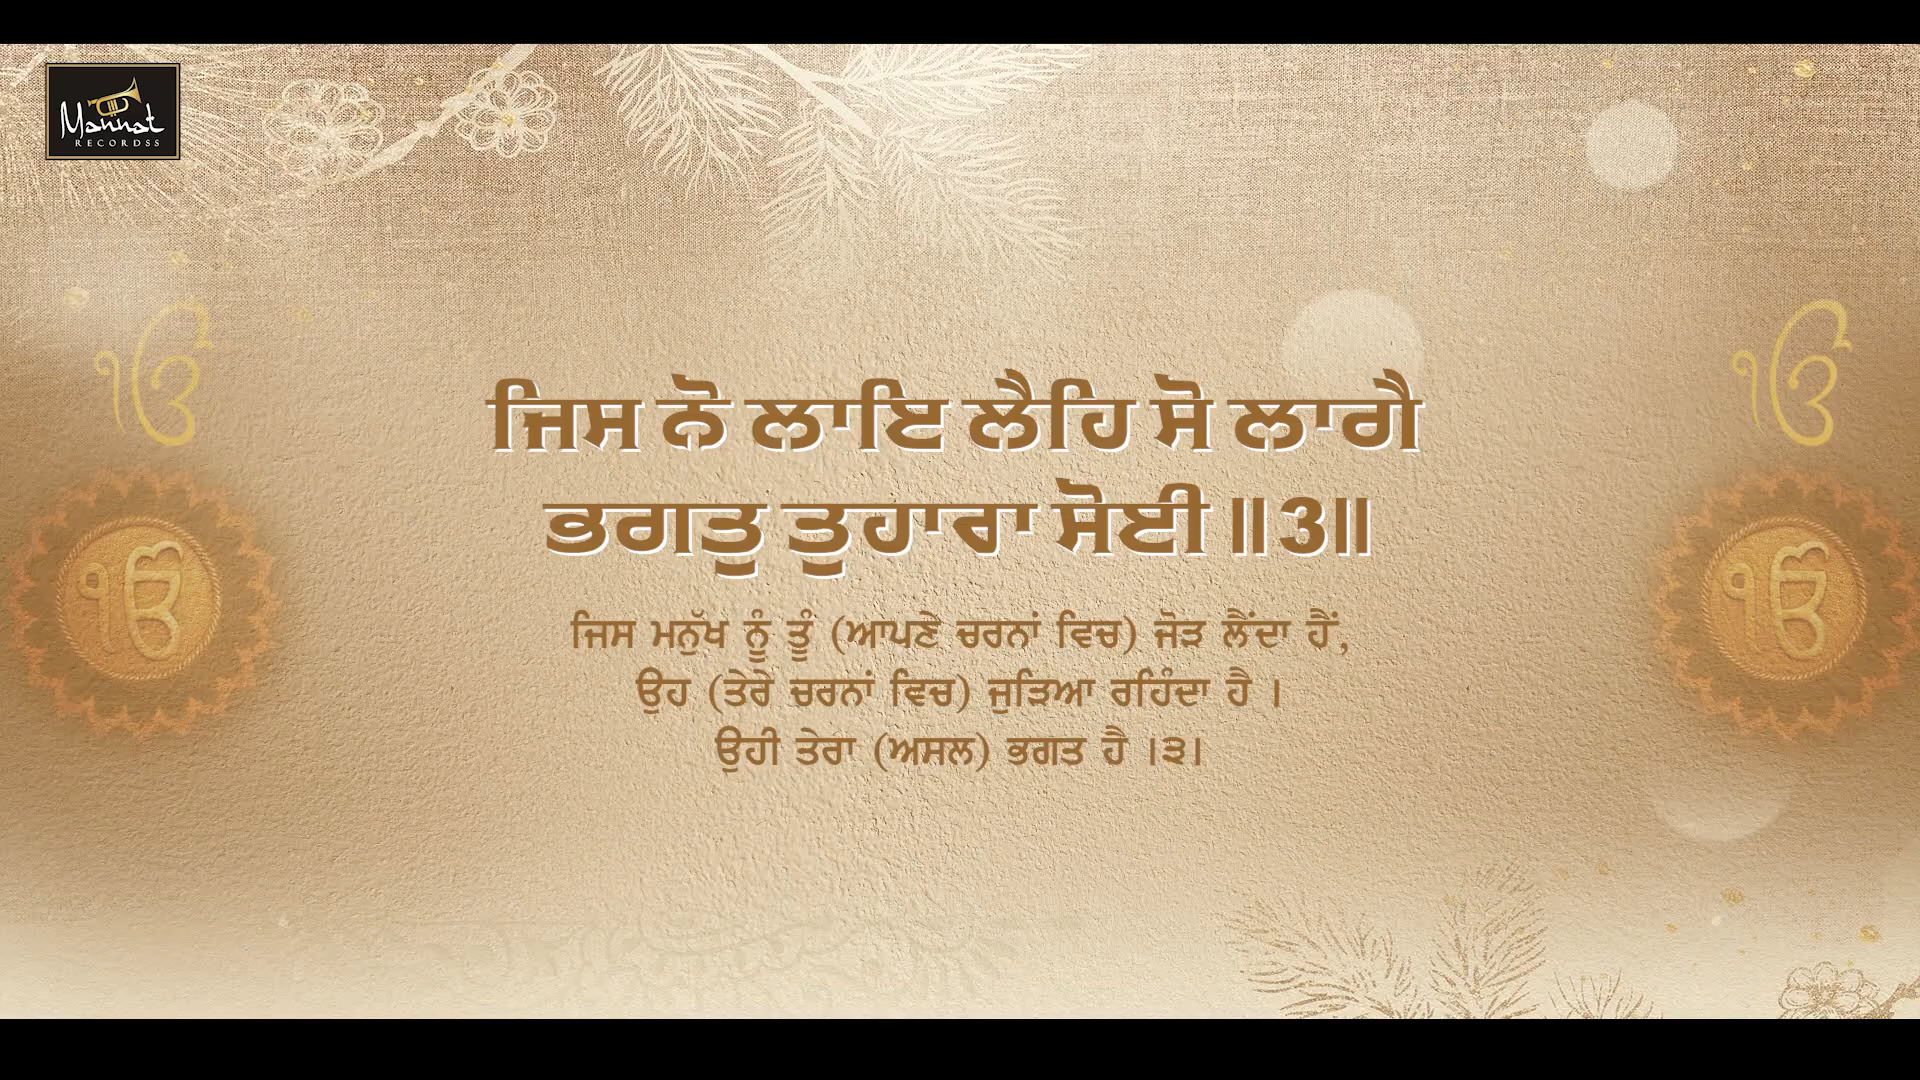 Mannat
RECORDSS
ਜਿਸ ਨੋ ਲਾਇ ਲੈਹਿ ਸੋ ਲਾਗੈ
ਭਗਤੁ ਤੁਹਾਰਾ ਸੋਈ ॥3॥
ਜਿਸ ਮਨੁੱਖ ਨੂੰ ਤੂੰ (ਆਪਣੇ ਚਰਨਾਂ ਵਿਚ) ਜੋੜ ਲੈਂਦਾ ਹੈਂ,
ਉਹ (ਤੇਰੇ ਚਰਨਾਂ ਵਿਚ) ਜੁੜਿਆ ਰਹਿੰਦਾ ਹੈ ।
ਉਹੀ ਤੇਰਾ (ਅਸਲ) ਭਗਤ ਹੈ ।੩।
ੴ
ੴ
ੴ
ੴ